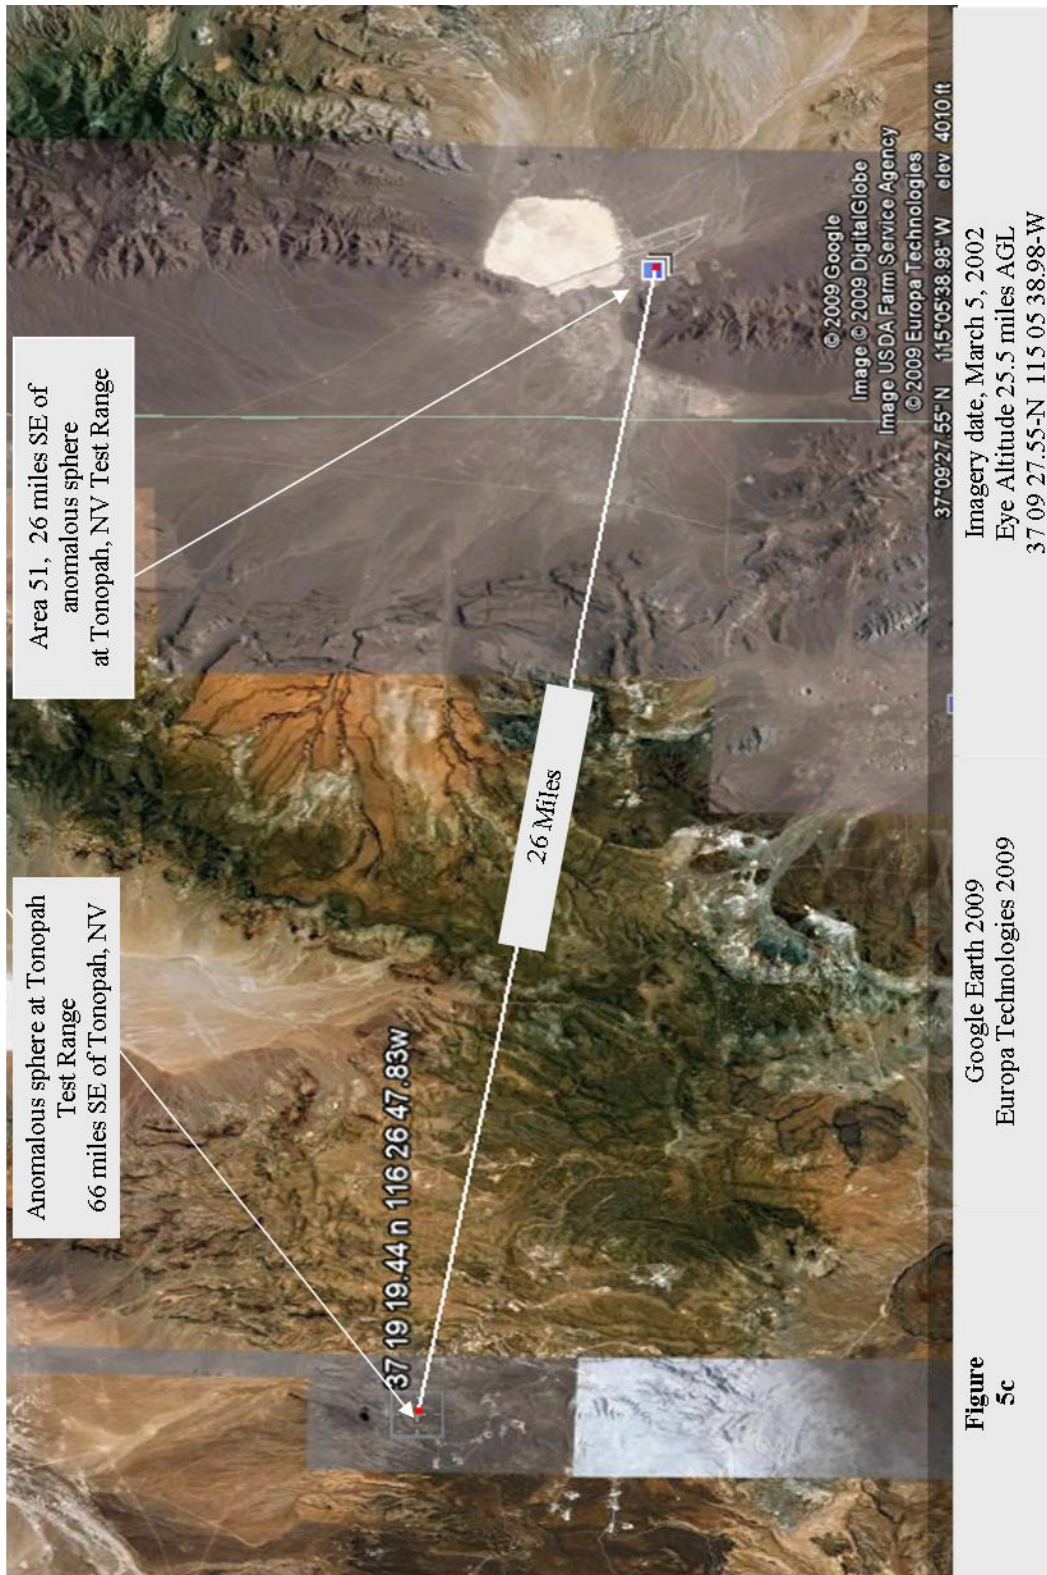 Anomalous sphere at Tonopah
Test Range
66 miles SE of Tonopah, NV
Area 51, 26 miles SE of
anomalous sphere
at Tonopah, NV Test Range
37 19 19.44 n 116 26 47.83w
26 Miles
© 2009 Google
Image © 2009 DigitalGlobe
Image USDA Farm Service Agency
© 2009 Europa Technologies
37°09'27.55" N 115°05'38.98" W elev 4010 ft
Figure
5c
Google Earth 2009
Europa Technologies 2009
Imagery date, March 5, 2002
Eye Altitude 25.5 miles AGL
37 09 27.55-N 115 05 38.98-W